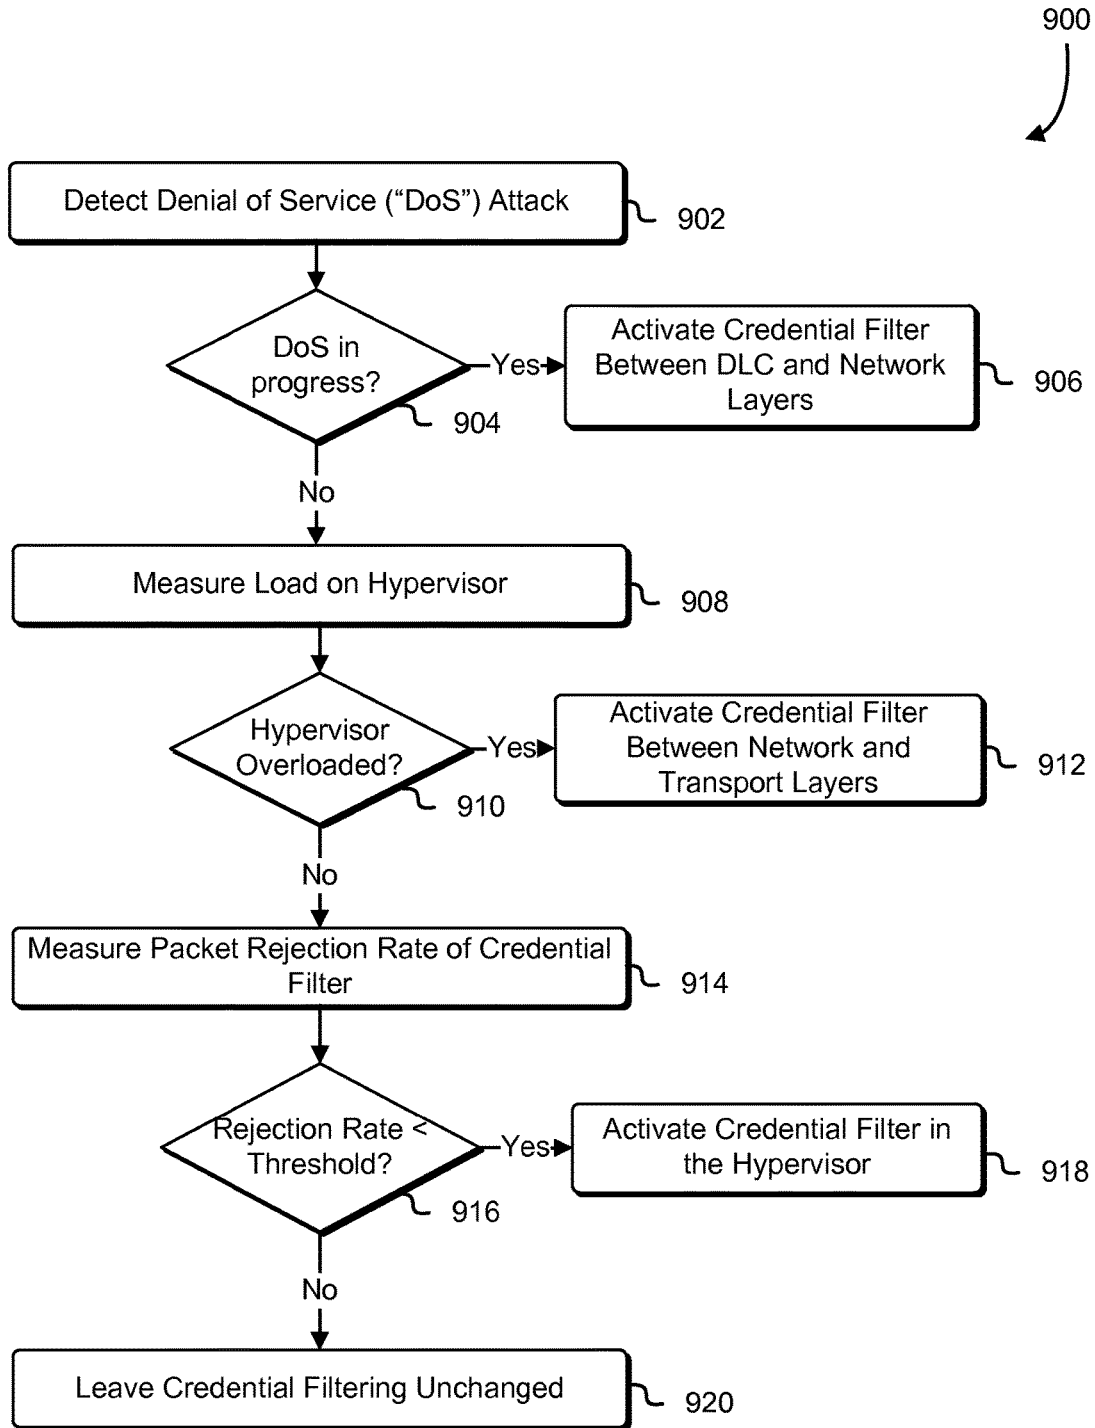 900
Detect Denial of Service (“DoS”) Attack
902
DoS in
progress?
904
Yes
Activate Credential Filter
Between DLC and Network
Layers
906
No
Measure Load on Hypervisor
908
Hypervisor
Overloaded?
910
Yes
Activate Credential Filter
Between Network and
Transport Layers
912
No
Measure Packet Rejection Rate of Credential
Filter
914
Rejection Rate <
Threshold?
916
Yes
Activate Credential Filter in
the Hypervisor
918
No
Leave Credential Filtering Unchanged
920